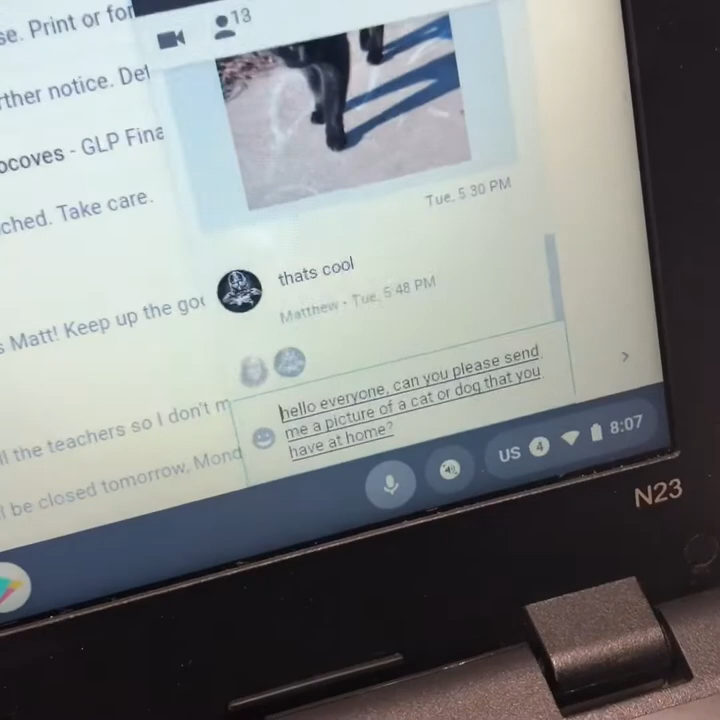 se. Print or for
13
rther notice. Det
ocoves - GLP Fina
ched. Take care.
Tue, 5:30 PM
thats cool
Matthew · Tue, 5:48 PM
s Matt! Keep up the
hello everyone, can you please send
me a picture of a cat or dog that you
have at home?
ll the teachers so I don't m
l be closed tomorrow, Mond
US 4 8:07
N23